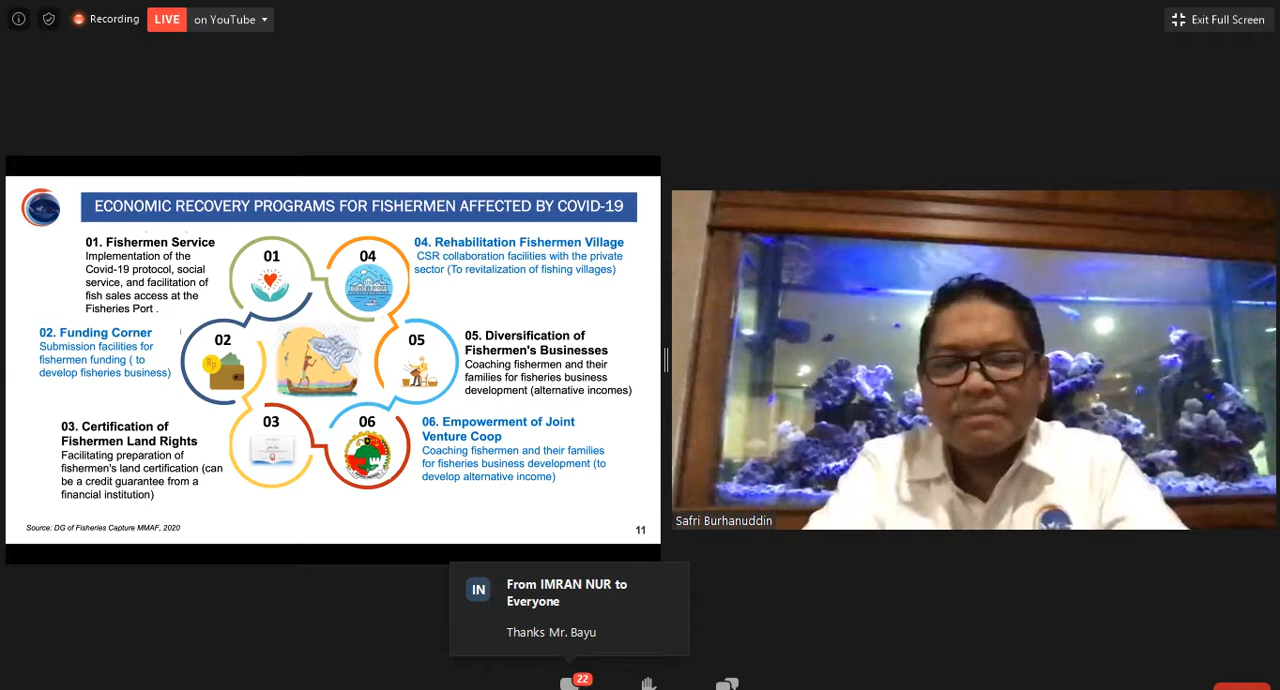 Recording
LIVE
on YouTube
Exit Full Screen
ECONOMIC RECOVERY PROGRAMS FOR FISHERMEN AFFECTED BY COVID-19
01. Fishermen Service
Implementation of the
Covid-19 protocol, social
service, and facilitation of
fish sales access at the
Fisheries Port .
02. Funding Corner
Submission facilities for
fishermen funding ( to
develop fisheries business)
03. Certification of
Fishermen Land Rights
Facilitating preparation of
fishermen's land certification (can
be a credit guarantee from a
financial institution)
01
02
Rp
03
04
05
06
04. Rehabilitation Fishermen Village
CSR collaboration facilities with the private
sector (To revitalization of fishing villages)
05. Diversification of
Fishermen's Businesses
Coaching fishermen and their
families for fisheries business
development (alternative incomes)
06. Empowerment of Joint
Venture Coop
Coaching fishermen and their families
for fisheries business development (to
develop alternative income)
Source: DG of Fisheries Capture MMAF, 2020
11
Safri Burhanuddin
IN
From IMRAN NUR to
Everyone
Thanks Mr. Bayu
22